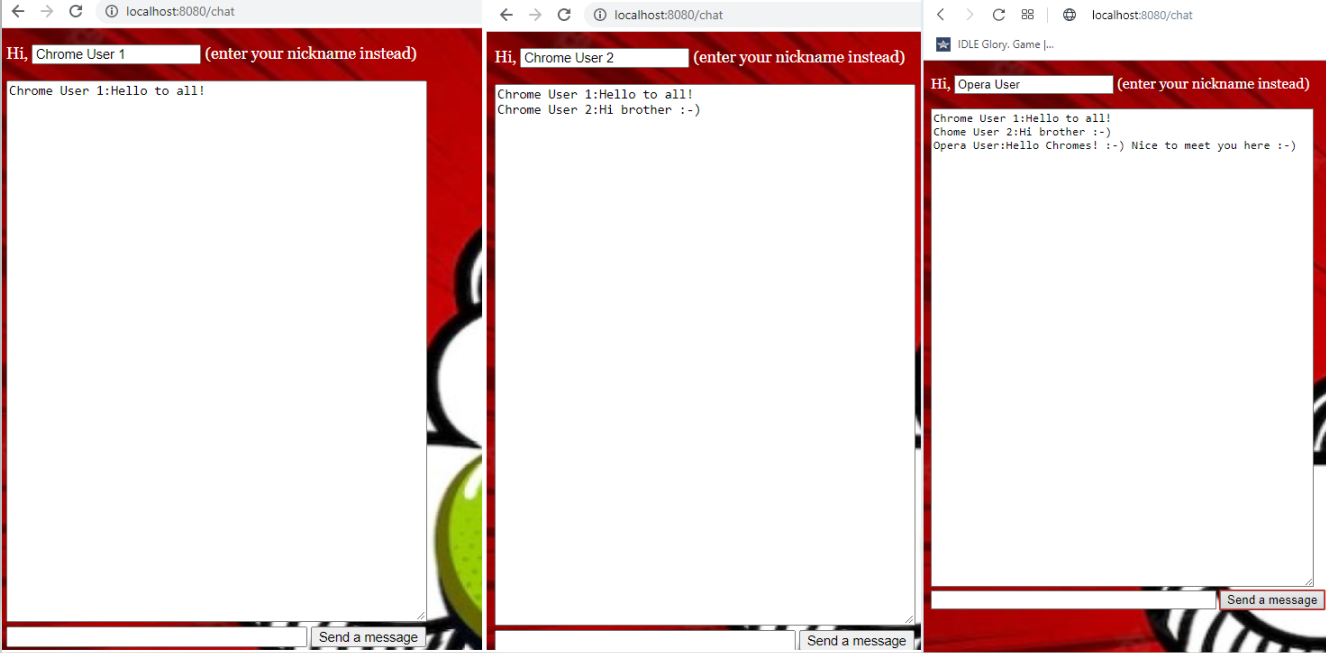 localhost:8080/chat
Hi, Chrome User 1 (enter your nickname instead)
Chrome User 1:Hello to all!
Send a message
localhost:8080/chat
Hi, Chrome User 2 (enter your nickname instead)
Chrome User 1:Hello to all!
Chrome User 2:Hi brother :-)
Send a message
localhost:8080/chat
IDLE Glory. Game |...
Hi, Opera User (enter your nickname instead)
Chrome User 1:Hello to all!
Chome User 2:Hi brother :-)
Opera User:Hello Chromes! :-) Nice to meet you here :-)
Send a message